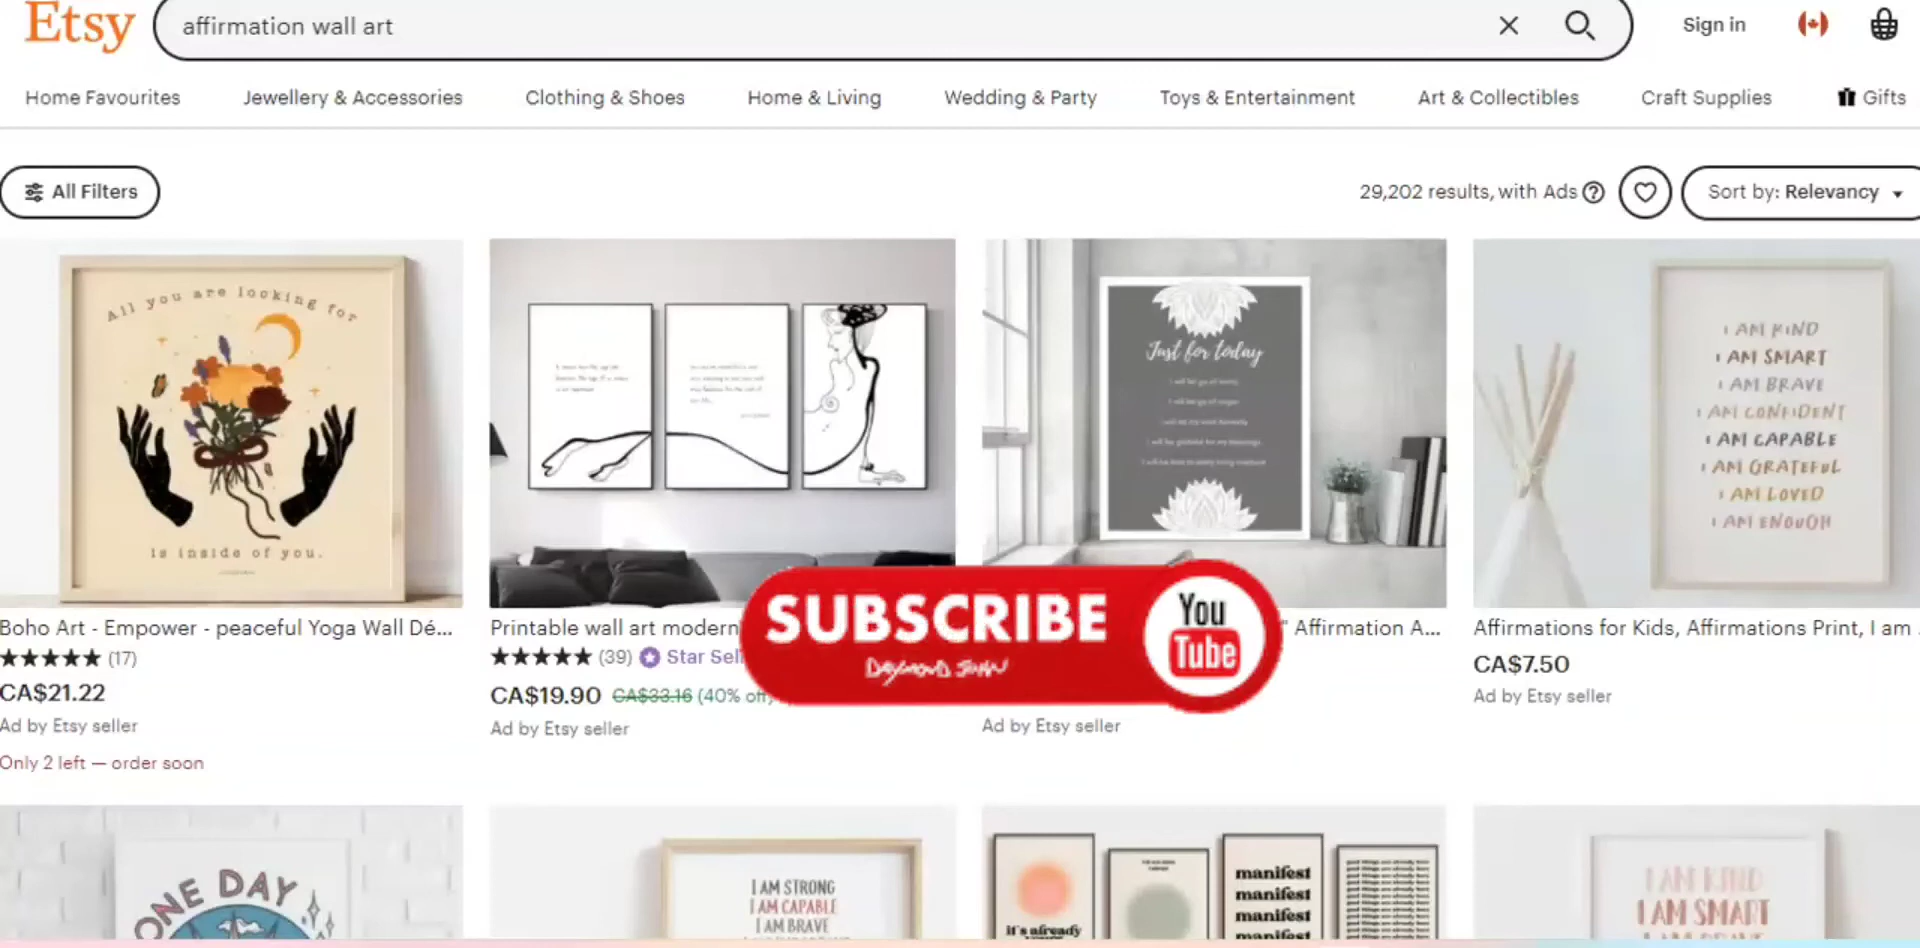 Etsy
affirmation wall art
Sign in
Home Favourites
Jewellery & Accessories
Clothing & Shoes
Home & Living
Wedding & Party
Toys & Entertainment
Art & Collectibles
Craft Supplies
Gifts
All Filters
29,202 results, with Ads
Sort by: Relevancy
All you are looking for
is inside of you.
Just for today
I AM KIND
I AM SMART
I AM BRAVE
I AM CONFIDENT
I AM CAPABLE
I AM GRATEFUL
I AM LOVED
I AM ENOUGH
Boho Art - Empower - peaceful Yoga Wall Dé...
(17)
CA$21.22
Ad by Etsy seller
Only 2 left — order soon
Printable wall art modern
(39) Star Sell
CA$19.90 CA$33.16 (40% off)
Ad by Etsy seller
SUBSCRIBE
You
Tube
" Affirmation A...
Ad by Etsy seller
Affirmations for Kids, Affirmations Print, I am
CA$7.50
Ad by Etsy seller
ONE DAY
I AM STRONG
I AM CAPABLE
I AM BRAVE
it's already
manifest
manifest
manifest
manifest
I AM KIND
I AM SMART